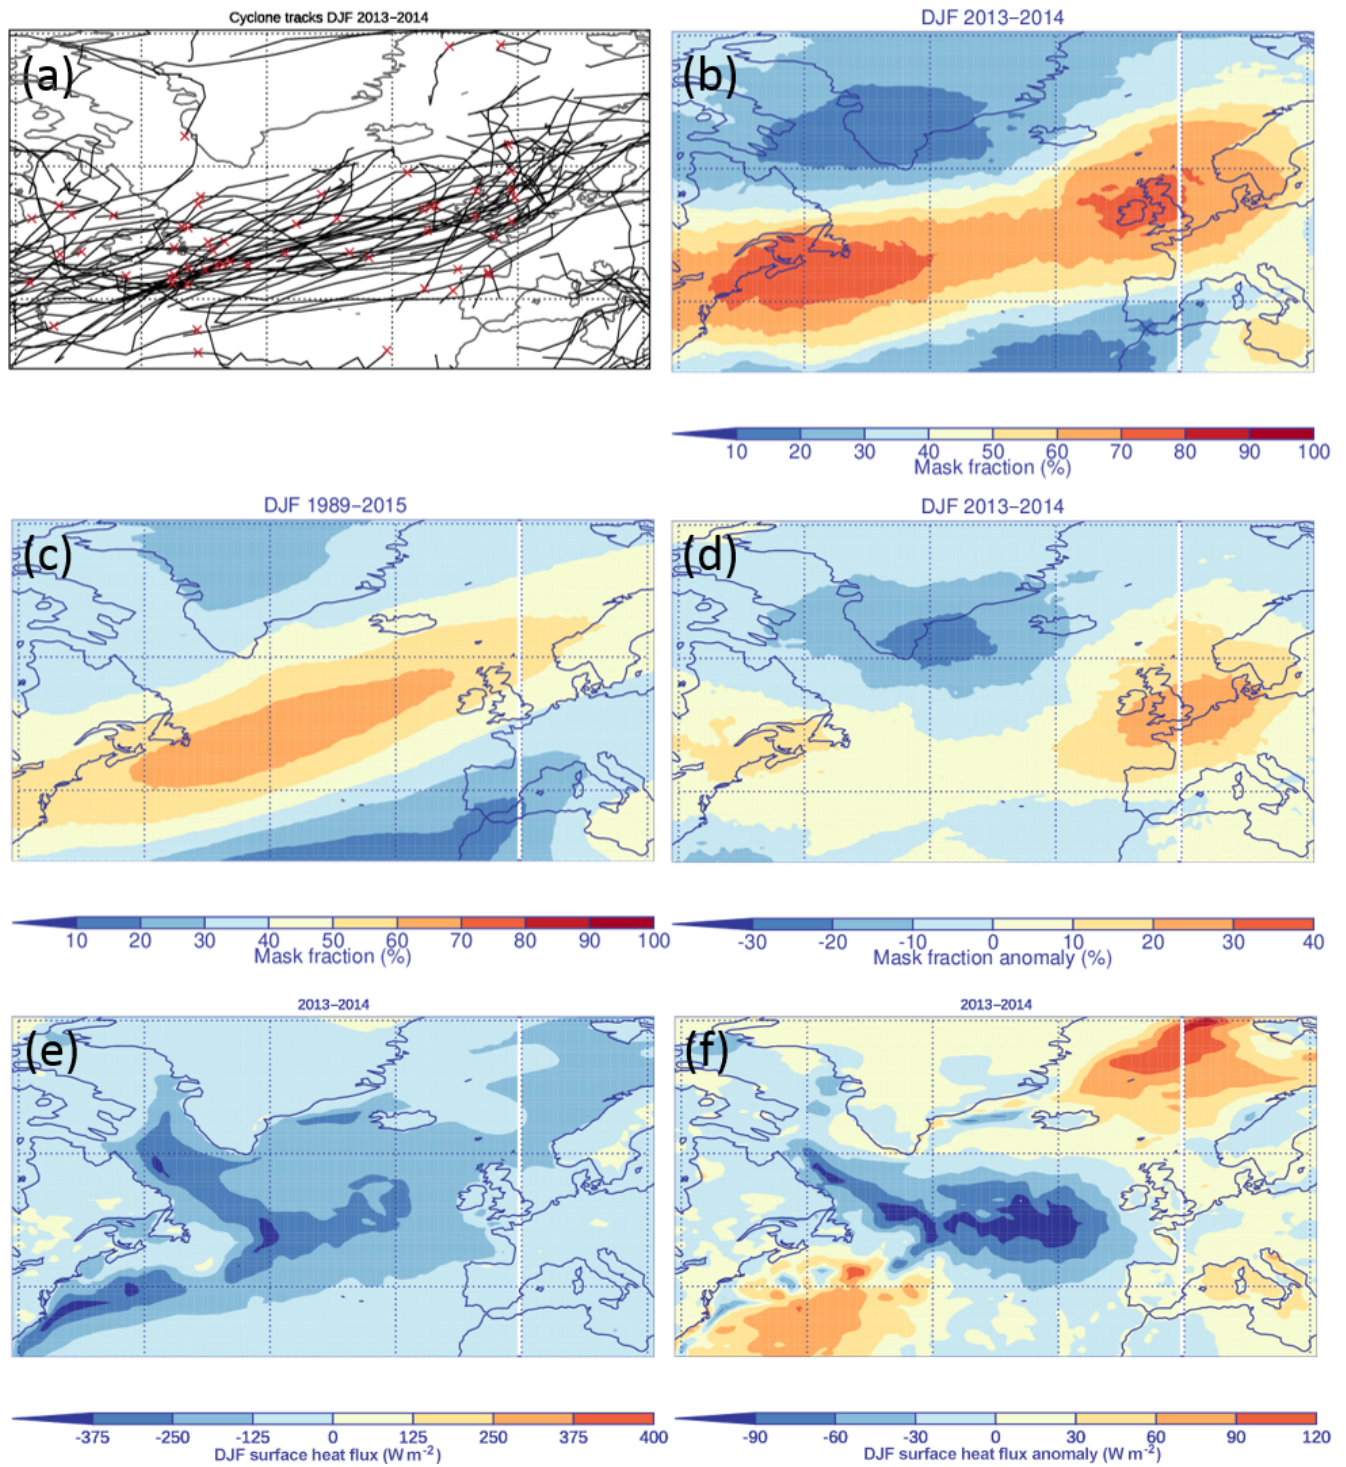 Cyclone tracks DJF 2013–2014
(a)
DJF 2013–2014
(b)
10 20 30 40 50 60 70 80 90 100
Mask fraction (%)
DJF 1989–2015
(c)
10 20 30 40 50 60 70 80 90 100
Mask fraction (%)
DJF 2013–2014
(d)
-30 -20 -10 0 10 20 30 40
Mask fraction anomaly (%)
2013–2014
(e)
-375 -250 -125 0 125 250 375 400
DJF surface heat flux (W m-2)
2013–2014
(f)
-90 -60 -30 0 30 60 90 120
DJF surface heat flux anomaly (W m-2)